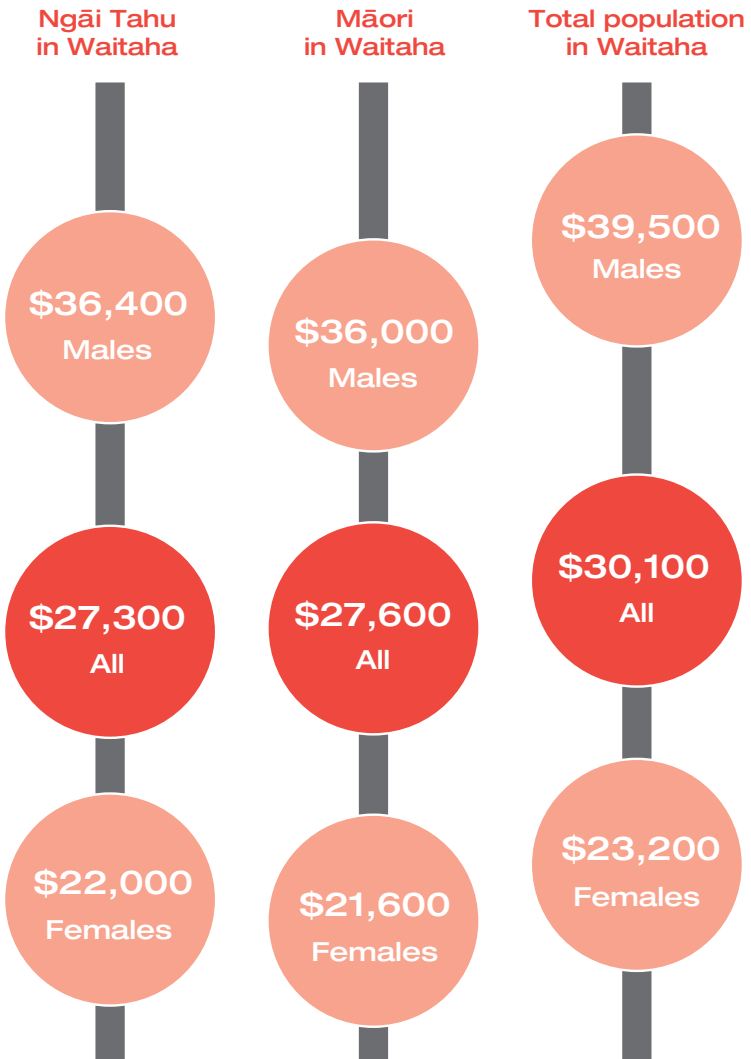 Ngāi Tahu
in Waitaha
$36,400
Males
$27,300
All
$22,000
Females
Māori
in Waitaha
$36,000
Males
$27,600
All
$21,600
Females
Total population
in Waitaha
$39,500
Males
$30,100
All
$23,200
Females